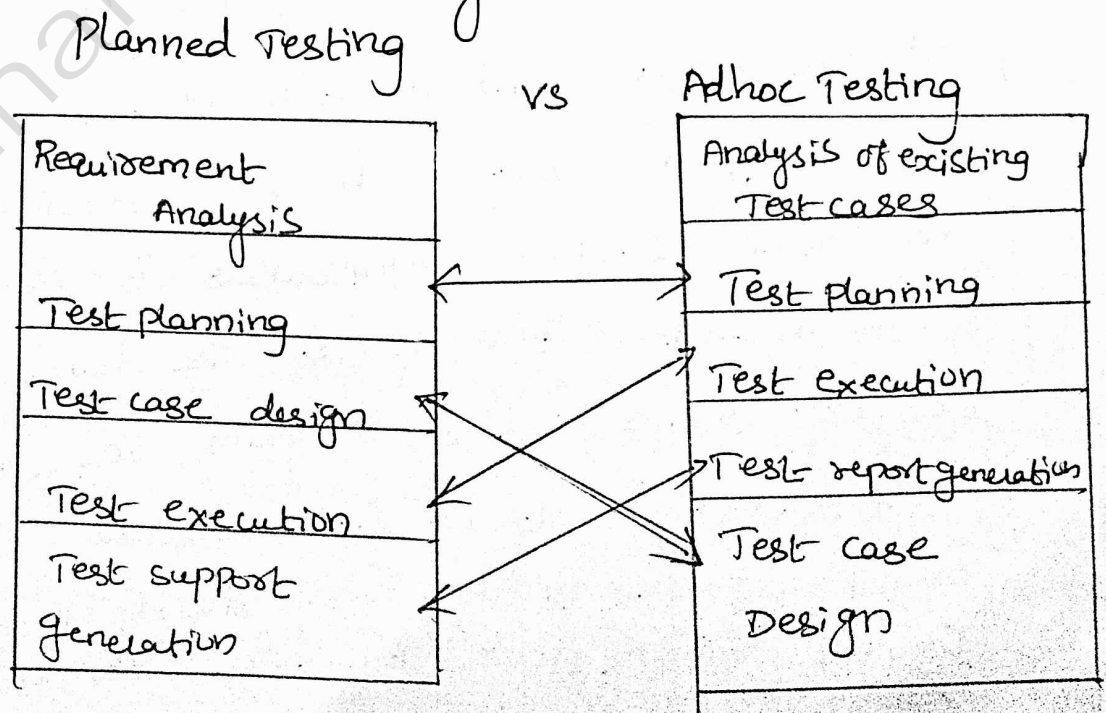 Planned Testing
vs
Adhoc Testing
Requirement
Analysis
Test planning
Test case design
Test execution
Test support
generation
Analysis of existing
Test cases
Test planning
Test execution
Test report generation
Test case
Design